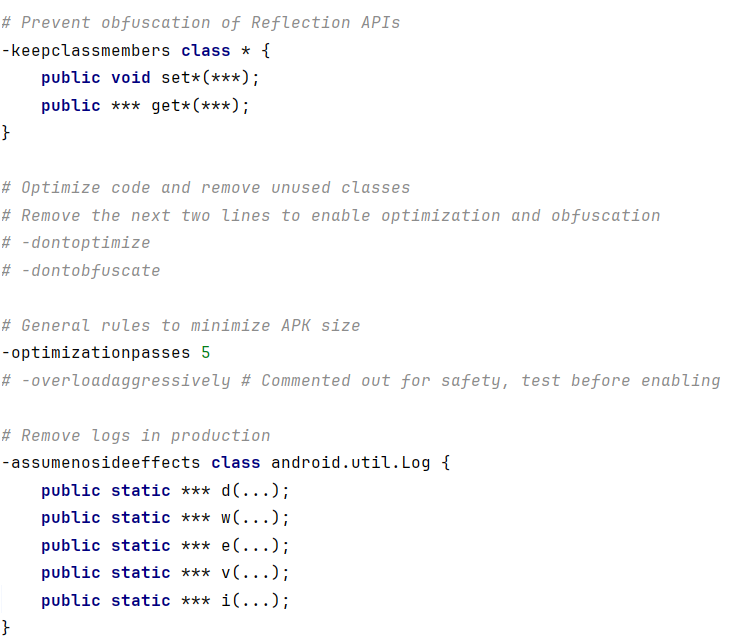 # Prevent obfuscation of Reflection APIs
-keepclassmembers class * {
    public void set*(***);
    public *** get*(***);
}
# Optimize code and remove unused classes
# Remove the next two lines to enable optimization and obfuscation
# -dontoptimize
# -dontobfuscate
# General rules to minimize APK size
-optimizationpasses 5
# -overloadaggressively # Commented out for safety, test before enabling
# Remove logs in production
-assumenosideeffects class android.util.Log {
    public static *** d(...);
    public static *** w(...);
    public static *** e(...);
    public static *** v(...);
    public static *** i(...);
}